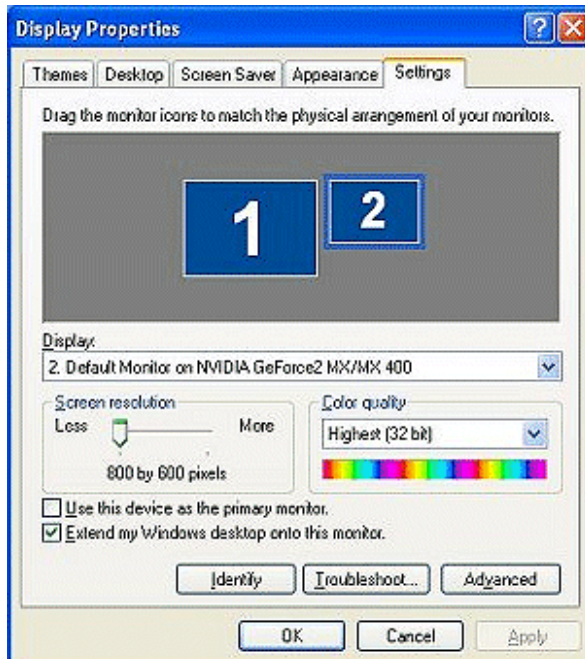 Display Properties
Themes Desktop Screen Saver Appearance Settings
Drag the monitor icons to match the physical arrangement of your monitors.
1 2
Display:
2. Default Monitor on NVIDIA GeForce2 MX/MX 400
Screen resolution Color quality
Less More Highest (32 bit)
800 by 600 pixels
Use this device as the primary monitor.
Extend my Windows desktop onto this monitor.
Identify Troubleshoot... Advanced
OK Cancel Apply